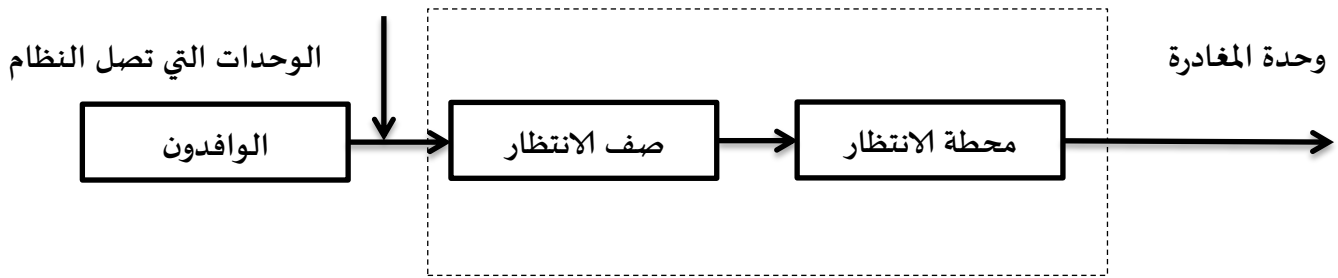 الوحدات التي تصل النظام
وحدة المغادرة
الوافدون
صف الانتظار
محطة الانتظار